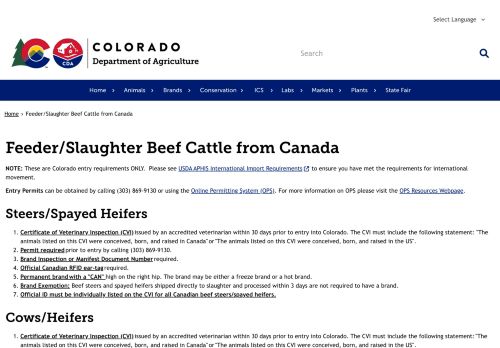 Select Language
COLORADO
Department of Agriculture
CDA
Search
Home > Animals > Brands > Conservation > ICS > Labs > Markets > Plants > State Fair
Home > Feeder/Slaughter Beef Cattle from Canada
Feeder/Slaughter Beef Cattle from Canada
NOTE: These are Colorado entry requirements ONLY. Please see USDA APHIS International Import Requirements to ensure you have met the requirements for international
movement.
Entry Permits can be obtained by calling (303) 869-9130 or using the Online Permitting System (OPS). For more information on OPS please visit the OPS Resources Webpage.
Steers/Spayed Heifers
1. Certificate of Veterinary Inspection (CVI) issued by an accredited veterinarian within 30 days prior to entry into Colorado. The CVI must include the following statement: "The
animals listed on this CVI were conceived, born, and raised in Canada" or "The animals listed on this CVI were conceived, born, and raised in the US".
2. Permit required prior to entry by calling (303) 869-9130.
3. Brand Inspection or Manifest Document Number required.
4. Official Canadian RFID ear-tag required.
5. Permanent brand with a "CAN" high on the right hip. The brand may be either a freeze brand or a hot brand.
6. Brand Exemption: Beef steers and spayed heifers shipped directly to slaughter and processed within 3 days are not required to have a brand.
7. Official ID must be individually listed on the CVI for all Canadian beef steers/spayed heifers.
Cows/Heifers
1. Certificate of Veterinary Inspection (CVI) issued by an accredited veterinarian within 30 days prior to entry into Colorado. The CVI must include the following statement: "The
animals listed on this CVI were conceived, born, and raised in Canada" or "The animals listed on this CVI were conceived, born, and raised in the US".